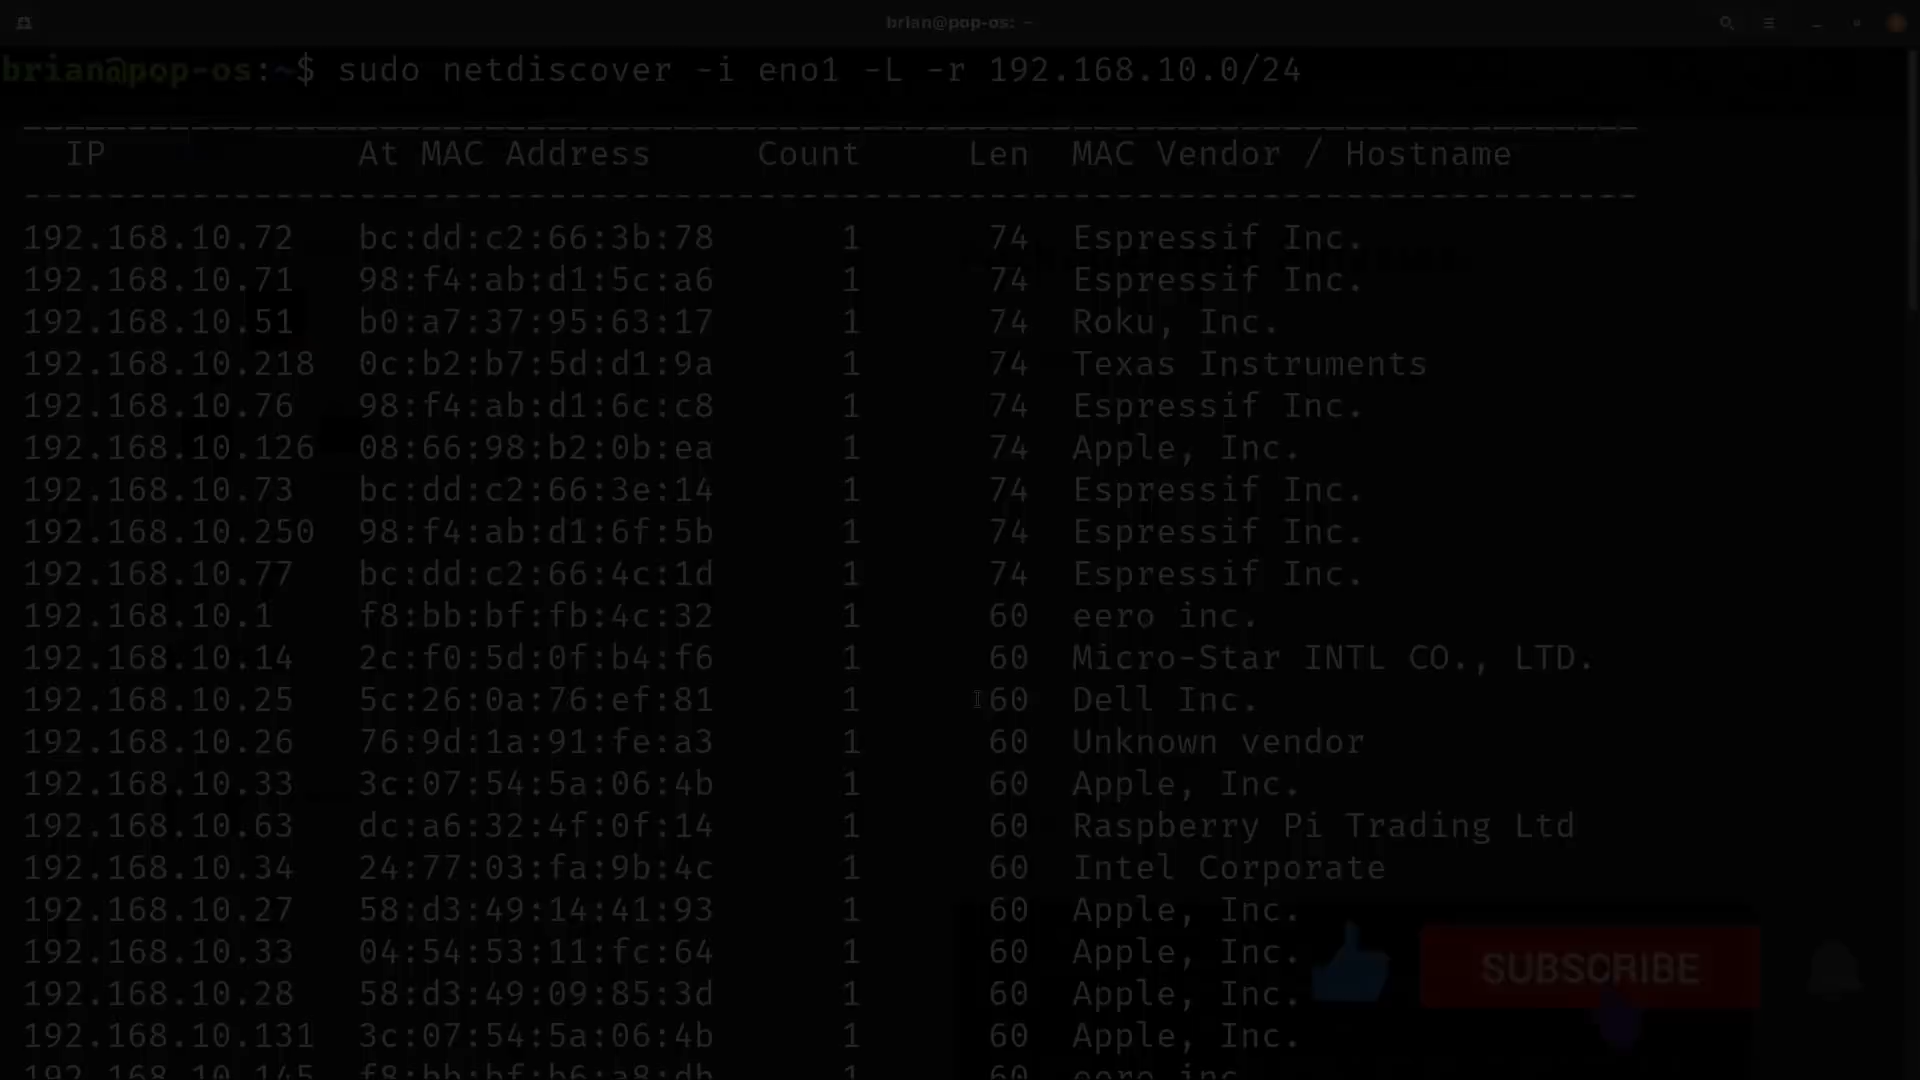 brian@pop-os: ~
brian@pop-os:~$ sudo netdiscover -i eno1 -L -r 192.168.10.0/24
IP At MAC Address Count Len MAC Vendor / Hostname
192.168.10.72 bc:dd:c2:66:3b:78 1 74 Espressif Inc.
192.168.10.71 98:f4:ab:d1:5c:a6 1 74 Espressif Inc.
192.168.10.51 b0:a7:37:95:63:17 1 74 Roku, Inc.
192.168.10.218 0c:b2:b7:5d:d1:9a 1 74 Texas Instruments
192.168.10.76 98:f4:ab:d1:6c:c8 1 74 Espressif Inc.
192.168.10.126 08:66:98:b2:0b:ea 1 74 Apple, Inc.
192.168.10.73 bc:dd:c2:66:3e:14 1 74 Espressif Inc.
192.168.10.250 98:f4:ab:d1:6f:5b 1 74 Espressif Inc.
192.168.10.77 bc:dd:c2:66:4c:1d 1 74 Espressif Inc.
192.168.10.1 f8:bb:bf:fb:4c:32 1 60 eero inc.
192.168.10.14 2c:f0:5d:0f:b4:f6 1 60 Micro-Star INTL CO., LTD.
192.168.10.25 5c:26:0a:76:ef:81 1 60 Dell Inc.
192.168.10.26 76:9d:1a:91:fe:a3 1 60 Unknown vendor
192.168.10.33 3c:07:54:5a:06:4b 1 60 Apple, Inc.
192.168.10.63 dc:a6:32:4f:0f:14 1 60 Raspberry Pi Trading Ltd
192.168.10.34 24:77:03:fa:9b:4c 1 60 Intel Corporate
192.168.10.27 58:d3:49:14:41:93 1 60 Apple, Inc.
192.168.10.33 04:54:53:11:fc:64 1 60 Apple, Inc.
192.168.10.28 58:d3:49:09:85:3d 1 60 Apple, Inc.
192.168.10.131 3c:07:54:5a:06:4b 1 60 Apple, Inc.
192.168.10.145 f8:bb:bf:b6:a8:db 1 60 eero inc.
SUBSCRIBE